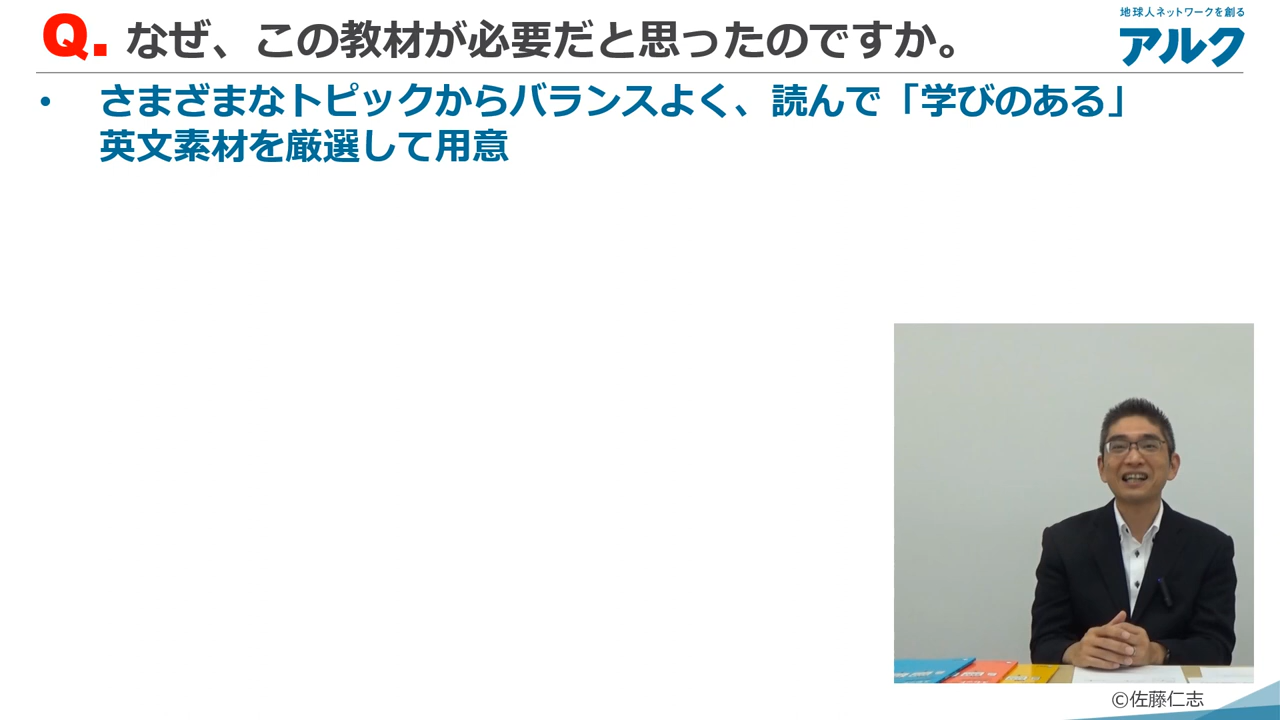 Q. なぜ、この教材が必要だと思ったのですか。
地球人ネットワークを創る
アルク
• さまざまなトピックからバランスよく、読んで「学びのある」
英文素材を厳選して用意
©佐藤仁志